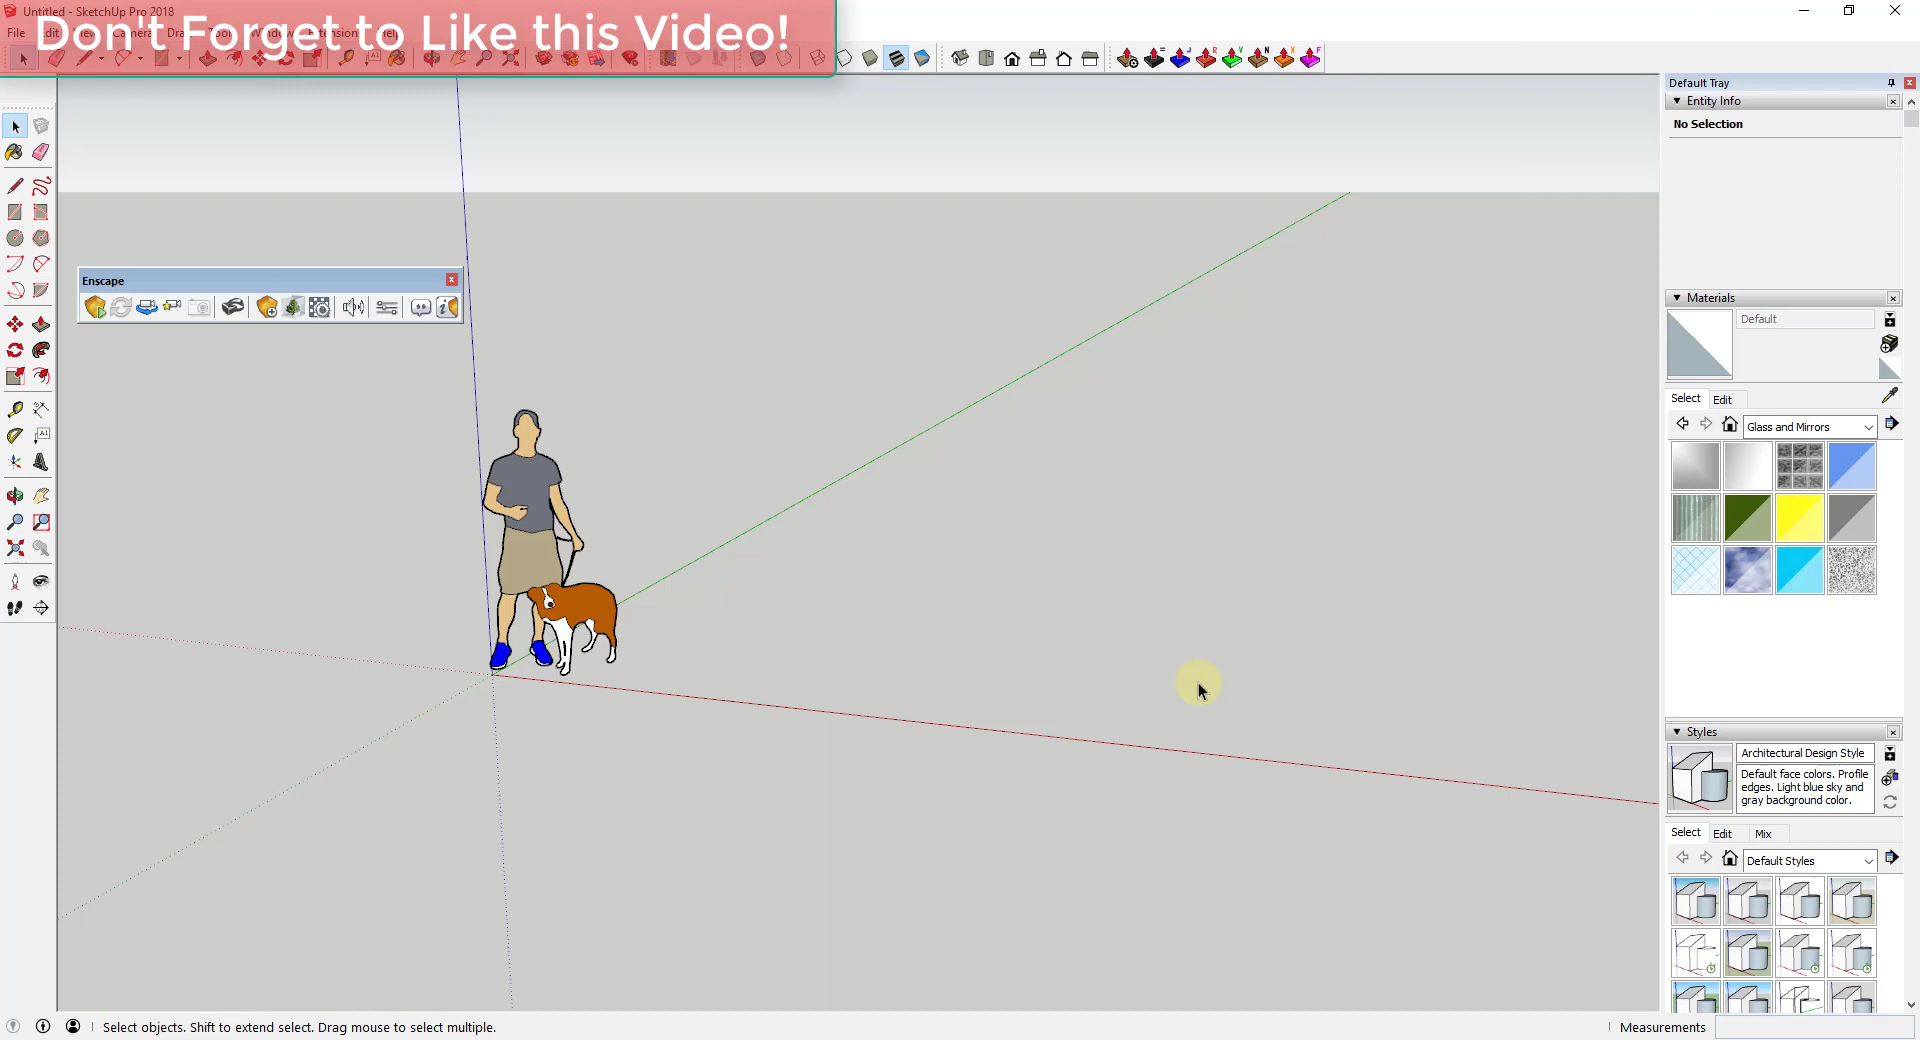 Untitled - SketchUp Pro 2018
Don't Forget to Like this Video!
File
Default Tray
Entity Info
No Selection
Enscape
Materials
Default
Select Edit
Glass and Mirrors
Styles
Architectural Design Style
Default face colors. Profile
edges. Light blue sky and
gray background color.
Select Edit Mix
Default Styles
Select objects. Shift to extend select. Drag mouse to select multiple.
Measurements